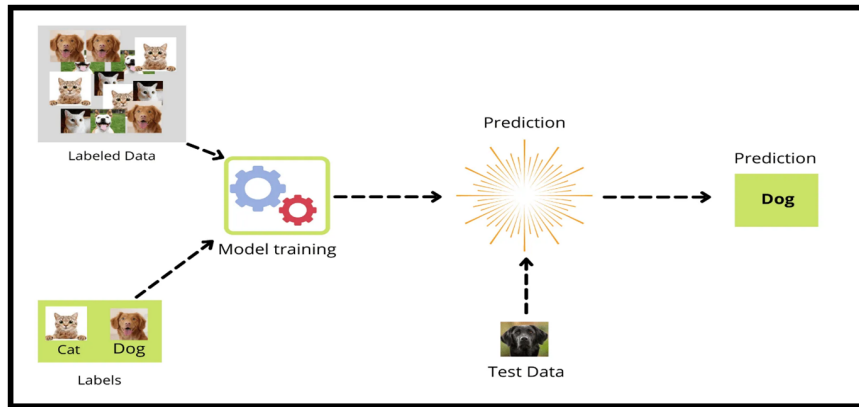 Labeled Data
Model training
Cat
Dog
Labels
Prediction
Test Data
Prediction
Dog